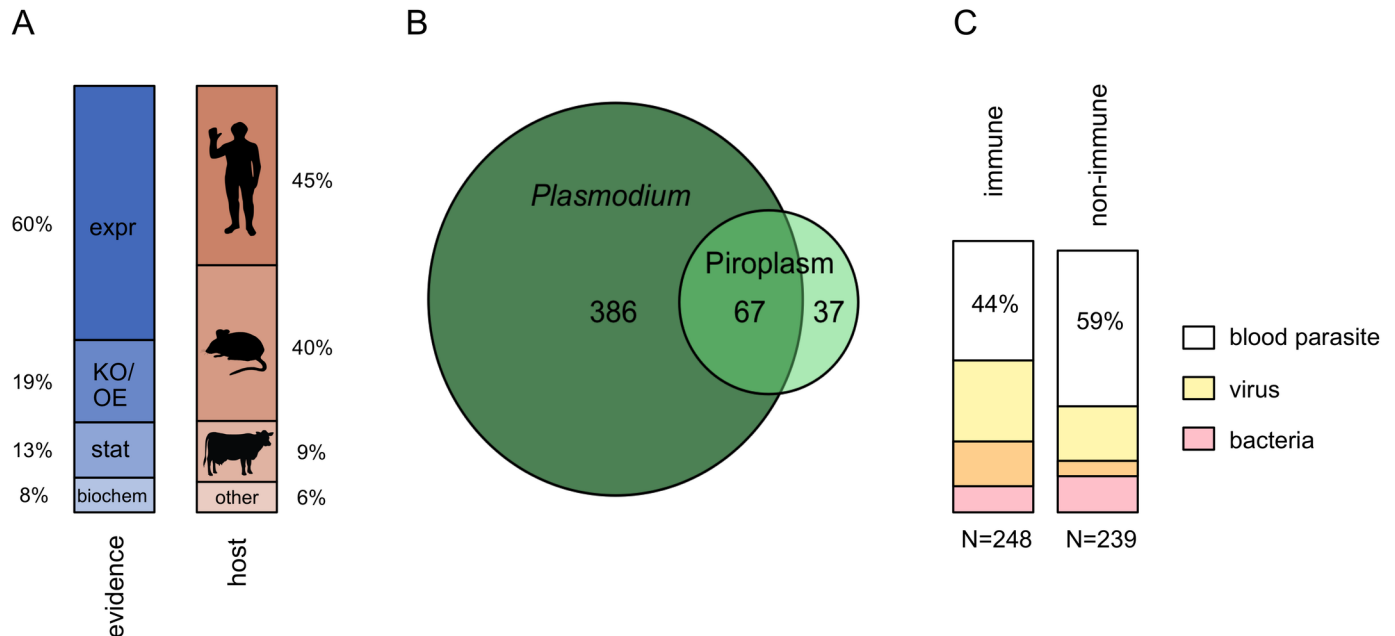 A
B
C
60%
19%
13%
8%
expr
KO/
OE
stat
biochem
evidence
45%
40%
9%
6%
other
host
Plasmodium
Piroplasm
386
67
37
immune
non-immune
44%
59%
N=248
N=239
blood parasite
virus
bacteria